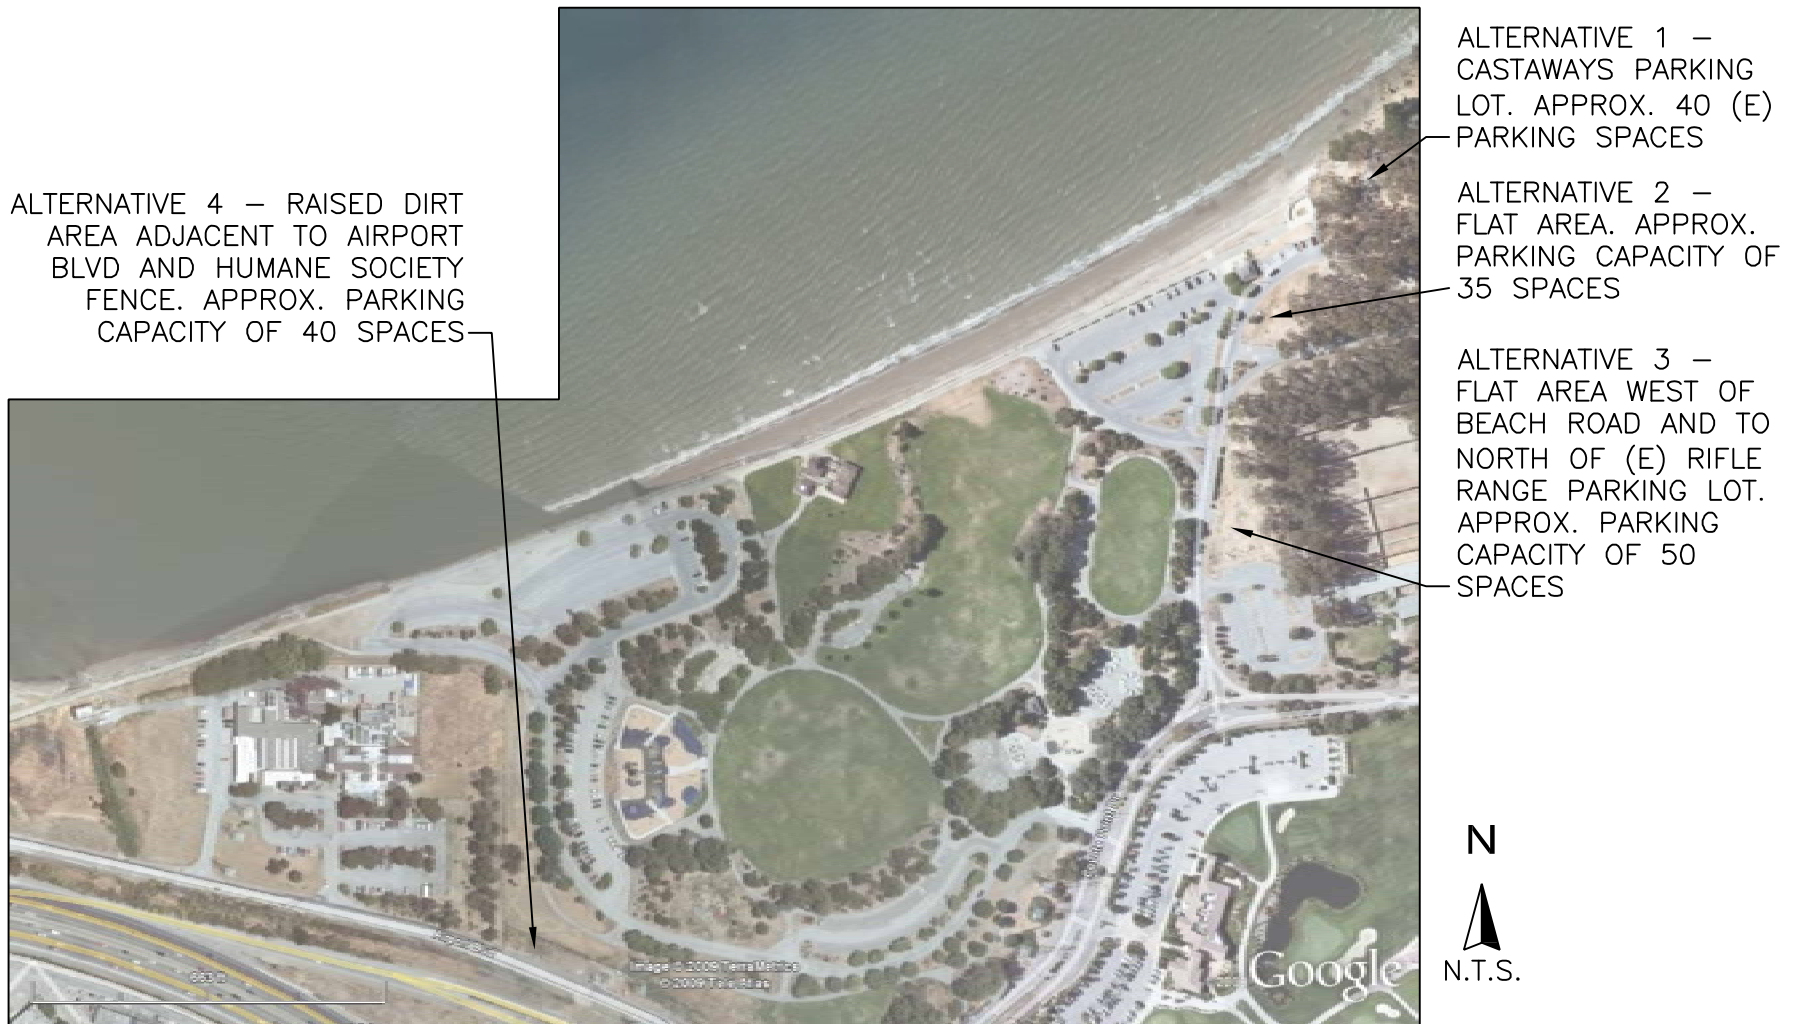 ALTERNATIVE 1 –
CASTAWAYS PARKING
LOT. APPROX. 40 (E)
PARKING SPACES
ALTERNATIVE 2 –
FLAT AREA. APPROX.
PARKING CAPACITY OF
35 SPACES
ALTERNATIVE 3 –
FLAT AREA WEST OF
BEACH ROAD AND TO
NORTH OF (E) RIFLE
RANGE PARKING LOT.
APPROX. PARKING
CAPACITY OF 50
SPACES
ALTERNATIVE 4 – RAISED DIRT
AREA ADJACENT TO AIRPORT
BLVD AND HUMANE SOCIETY
FENCE. APPROX. PARKING
CAPACITY OF 40 SPACES
N
N.T.S.
Image © 2009 TerraMetrics
© 2009 Tele Atlas
Google